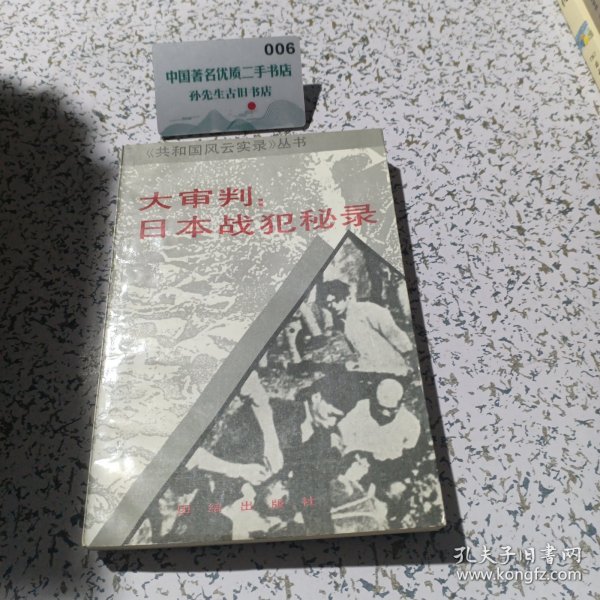 006
中国著名优质二手书店
孙先生古旧书店
《共和国风云实录》丛书
大审判：
日本战犯秘录
团结出版社
孔夫子旧书网
www.kongfz.com